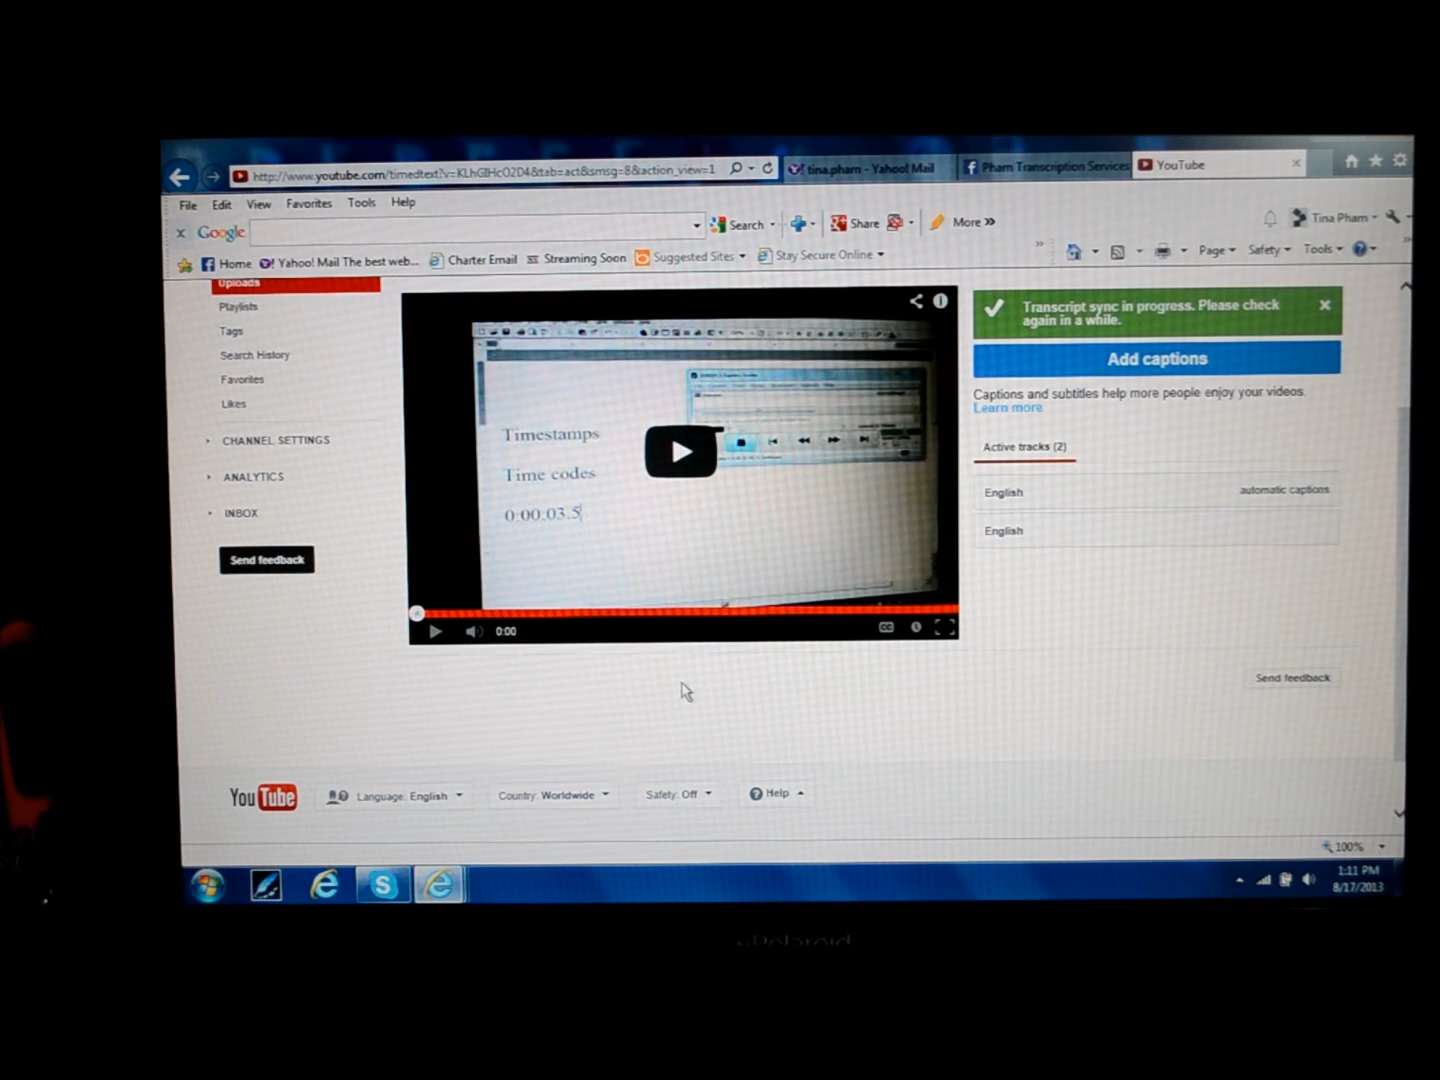 http://www.youtube.com/timedtext?v=KLhGIHcO2D4&tab=act&smsg=8&action_view=1
tina.pham - Yahoo! Mail
Pham Transcription Services
YouTube
File Edit View Favorites Tools Help
x Google
Search
Share
More »
Tina Pham
Home
Yahoo! Mail The best web...
Charter Email
Streaming Soon
Suggested Sites
Stay Secure Online
Page
Safety
Tools
Uploads
Playlists
Tags
Search History
Favorites
Likes
CHANNEL SETTINGS
ANALYTICS
INBOX
Send feedback
Timestamps
Time codes
0:00:03.5
0:00
CC
Transcript sync in progress. Please check
again in a while.
Add captions
Captions and subtitles help more people enjoy your videos.
Learn more
Active tracks (2)
English automatic captions
English
Send feedback
YouTube
Language: English
Country: Worldwide
Safety: Off
Help
100%
1:11 PM
8/17/2013
Polaroid